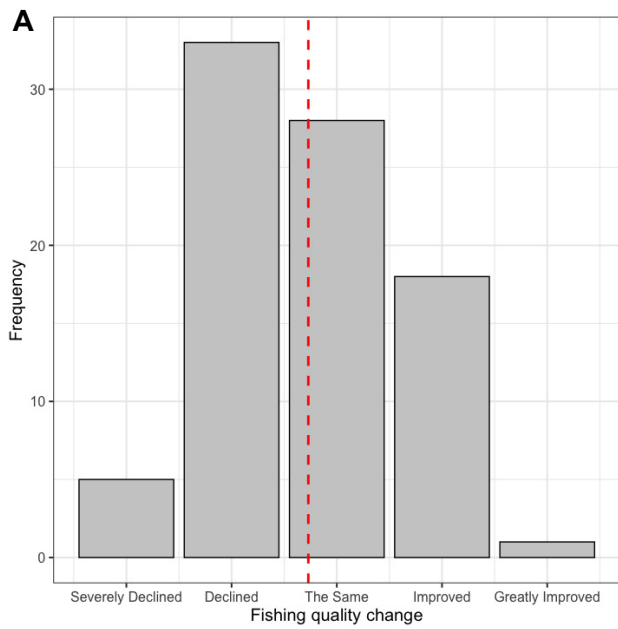 A
30
20
10
0
Frequency
Severely Declined Declined The Same Improved Greatly Improved
Fishing quality change